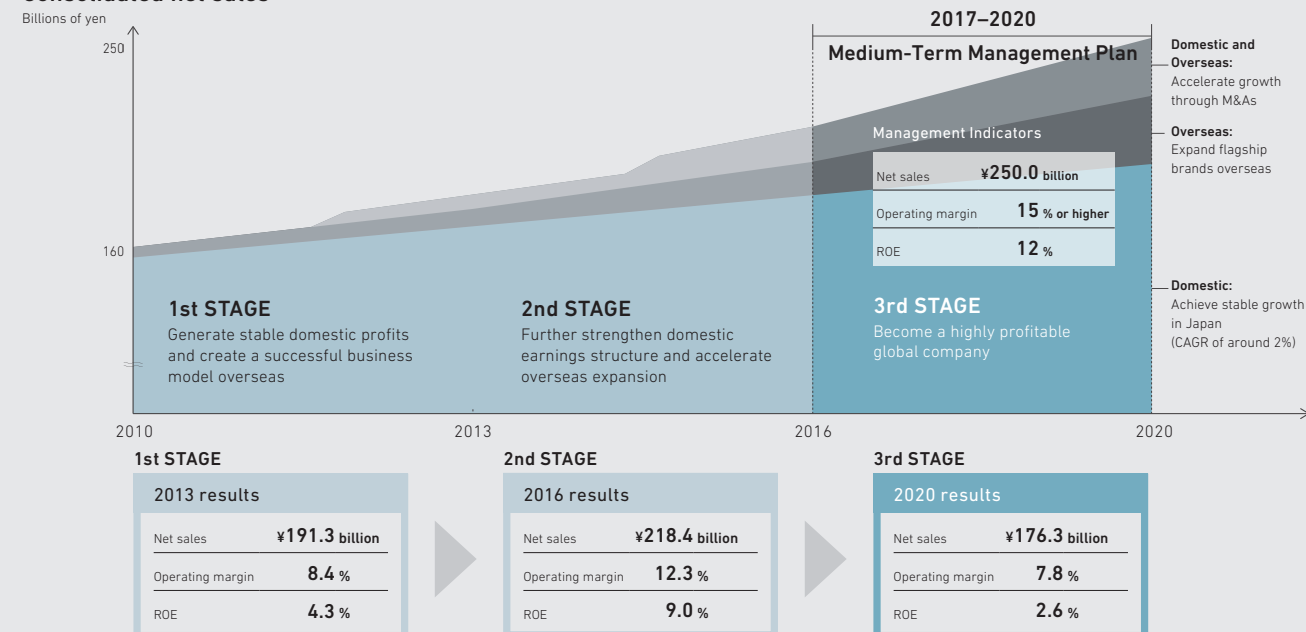 Consolidated net sales
Billions of yen
250
160
2017–2020
Medium-Term Management Plan
Management Indicators
Net sales ¥250.0 billion
Operating margin 15 % or higher
ROE 12 %
Domestic and
Overseas:
Accelerate growth
through M&As
Overseas:
Expand flagship
brands overseas
Domestic:
Achieve stable growth
in Japan
(CAGR of around 2%)
1st STAGE
Generate stable domestic profits
and create a successful business
model overseas
2nd STAGE
Further strengthen domestic
earnings structure and accelerate
overseas expansion
3rd STAGE
Become a highly profitable
global company
2010 2013 2016 2020
1st STAGE
2013 results
Net sales ¥191.3 billion
Operating margin 8.4 %
ROE 4.3 %
2nd STAGE
2016 results
Net sales ¥218.4 billion
Operating margin 12.3 %
ROE 9.0 %
3rd STAGE
2020 results
Net sales ¥176.3 billion
Operating margin 7.8 %
ROE 2.6 %